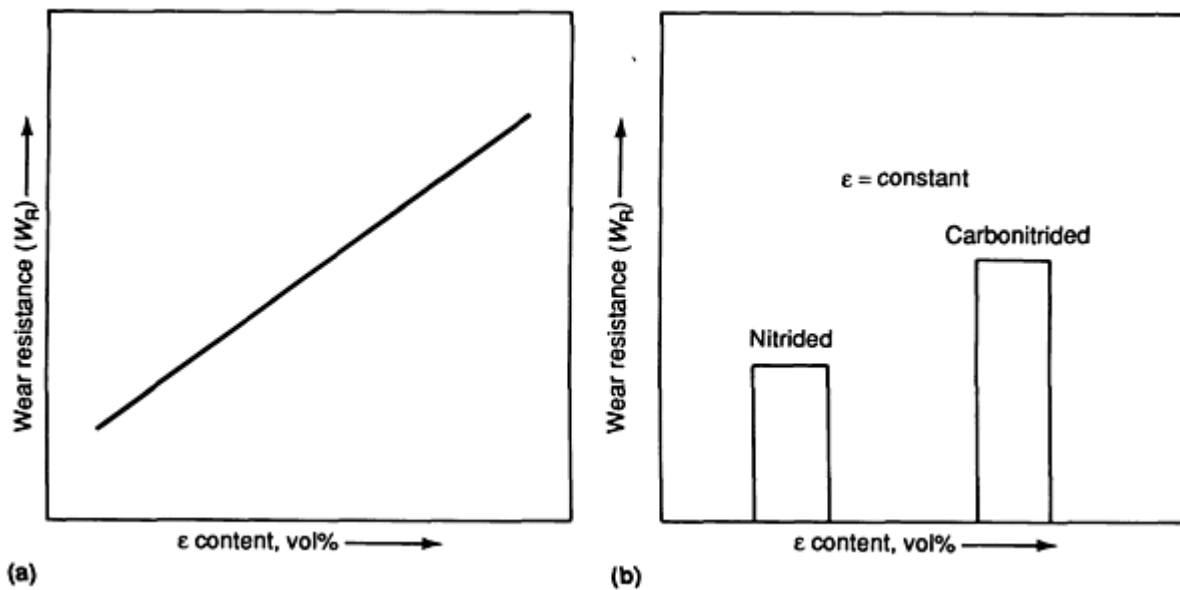 Wear resistance (W_R)
ε content, vol%
(a)
Wear resistance (W_R)
ε = constant
Carbonitrided
Nitrided
ε content, vol%
(b)